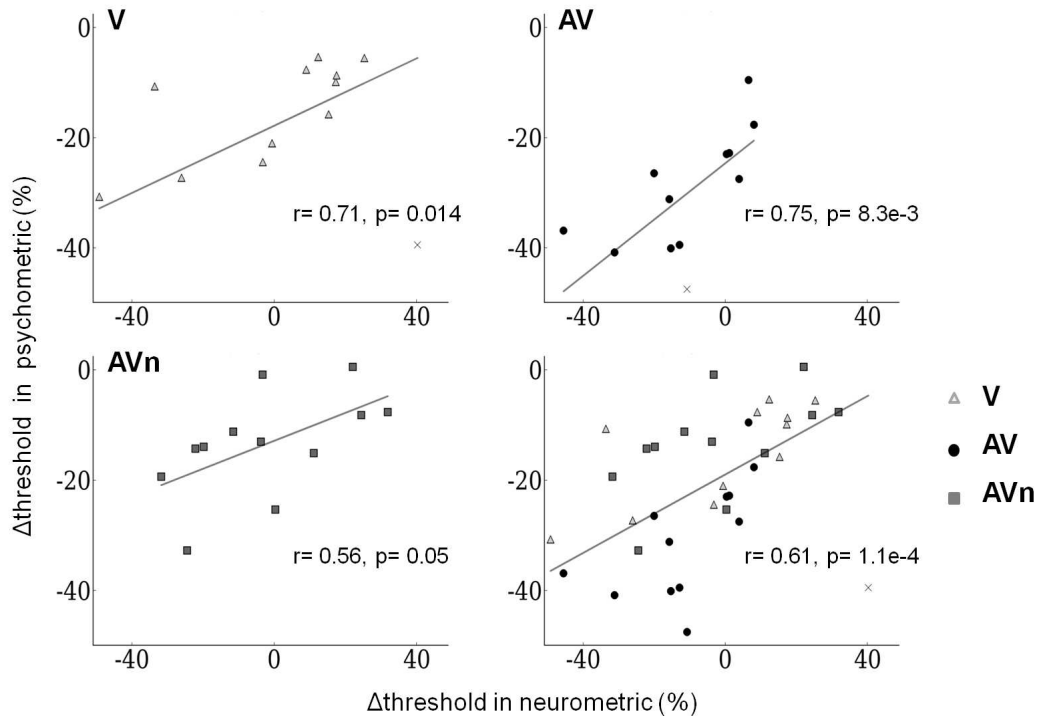 V
0
-20
-40
r= 0.71, p= 0.014
-40
0
40
AV
0
-20
-40
r= 0.75, p= 8.3e-3
-40
0
40
AVn
0
-20
-40
r= 0.56, p= 0.05
-40
0
40
0
-20
-40
r= 0.61, p= 1.1e-4
-40
0
40
V
AV
AVn
Δthreshold in psychometric (%)
Δthreshold in neurometric (%)